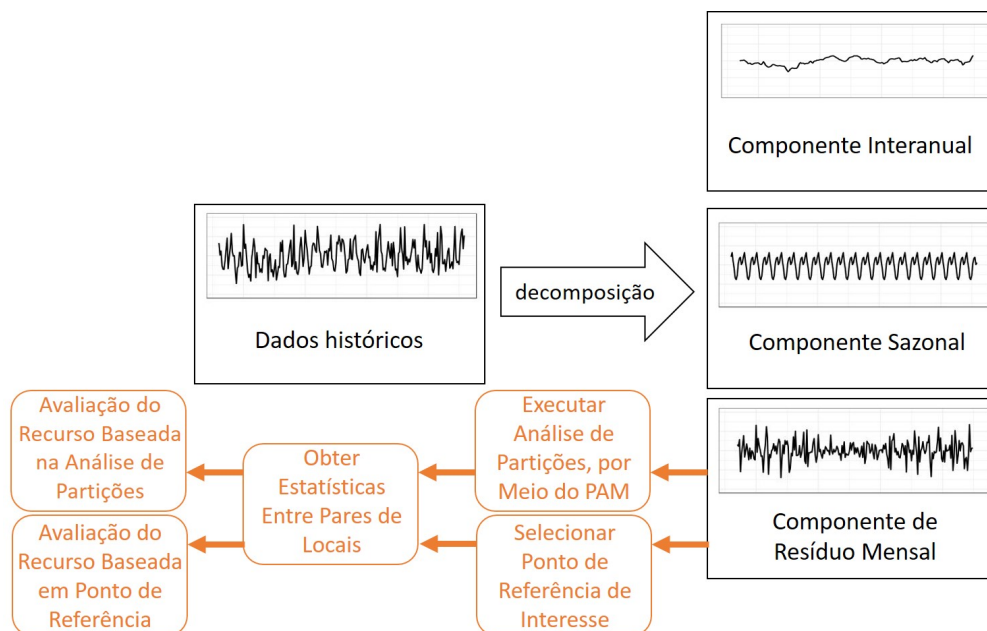 Componente Interanual
Dados históricos
decomposição
Componente Sazonal
Avaliação do
Recurso Baseada
na Análise de
Partições
Obter
Estatísticas
Entre Pares de
Locais
Executar
Análise de
Partições, por
Meio do PAM
Componente de
Resíduo Mensal
Avaliação do
Recurso Baseada
em Ponto de
Referência
Selecionar
Ponto de
Referência de
Interesse